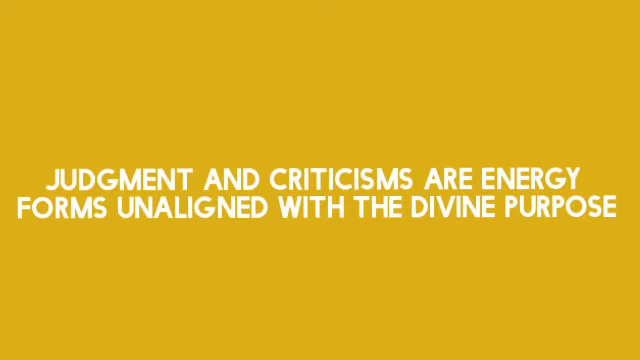 JUDGMENT AND CRITICISMS ARE ENERGY
FORMS UNALIGNED WITH THE DIVINE PURPOSE